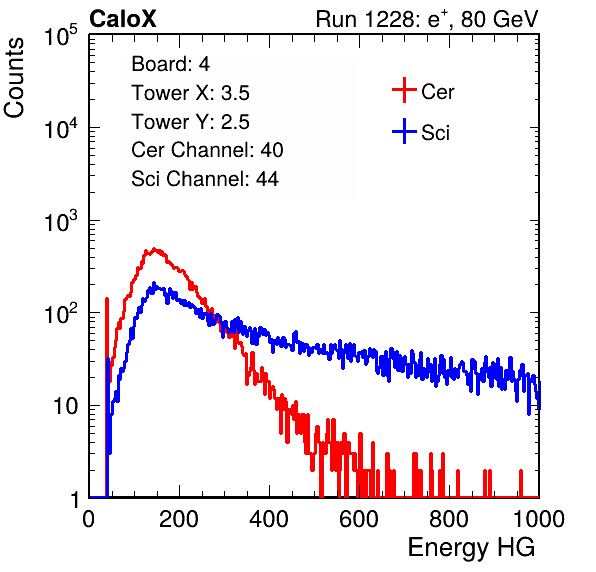 CaloX Run 1228: e⁺, 80 GeV
Counts
10⁵
10⁴
10³
10²
10
1
Board: 4
Tower X: 3.5
Tower Y: 2.5
Cer Channel: 40
Sci Channel: 44
Cer
Sci
0 200 400 600 800 1000
Energy HG